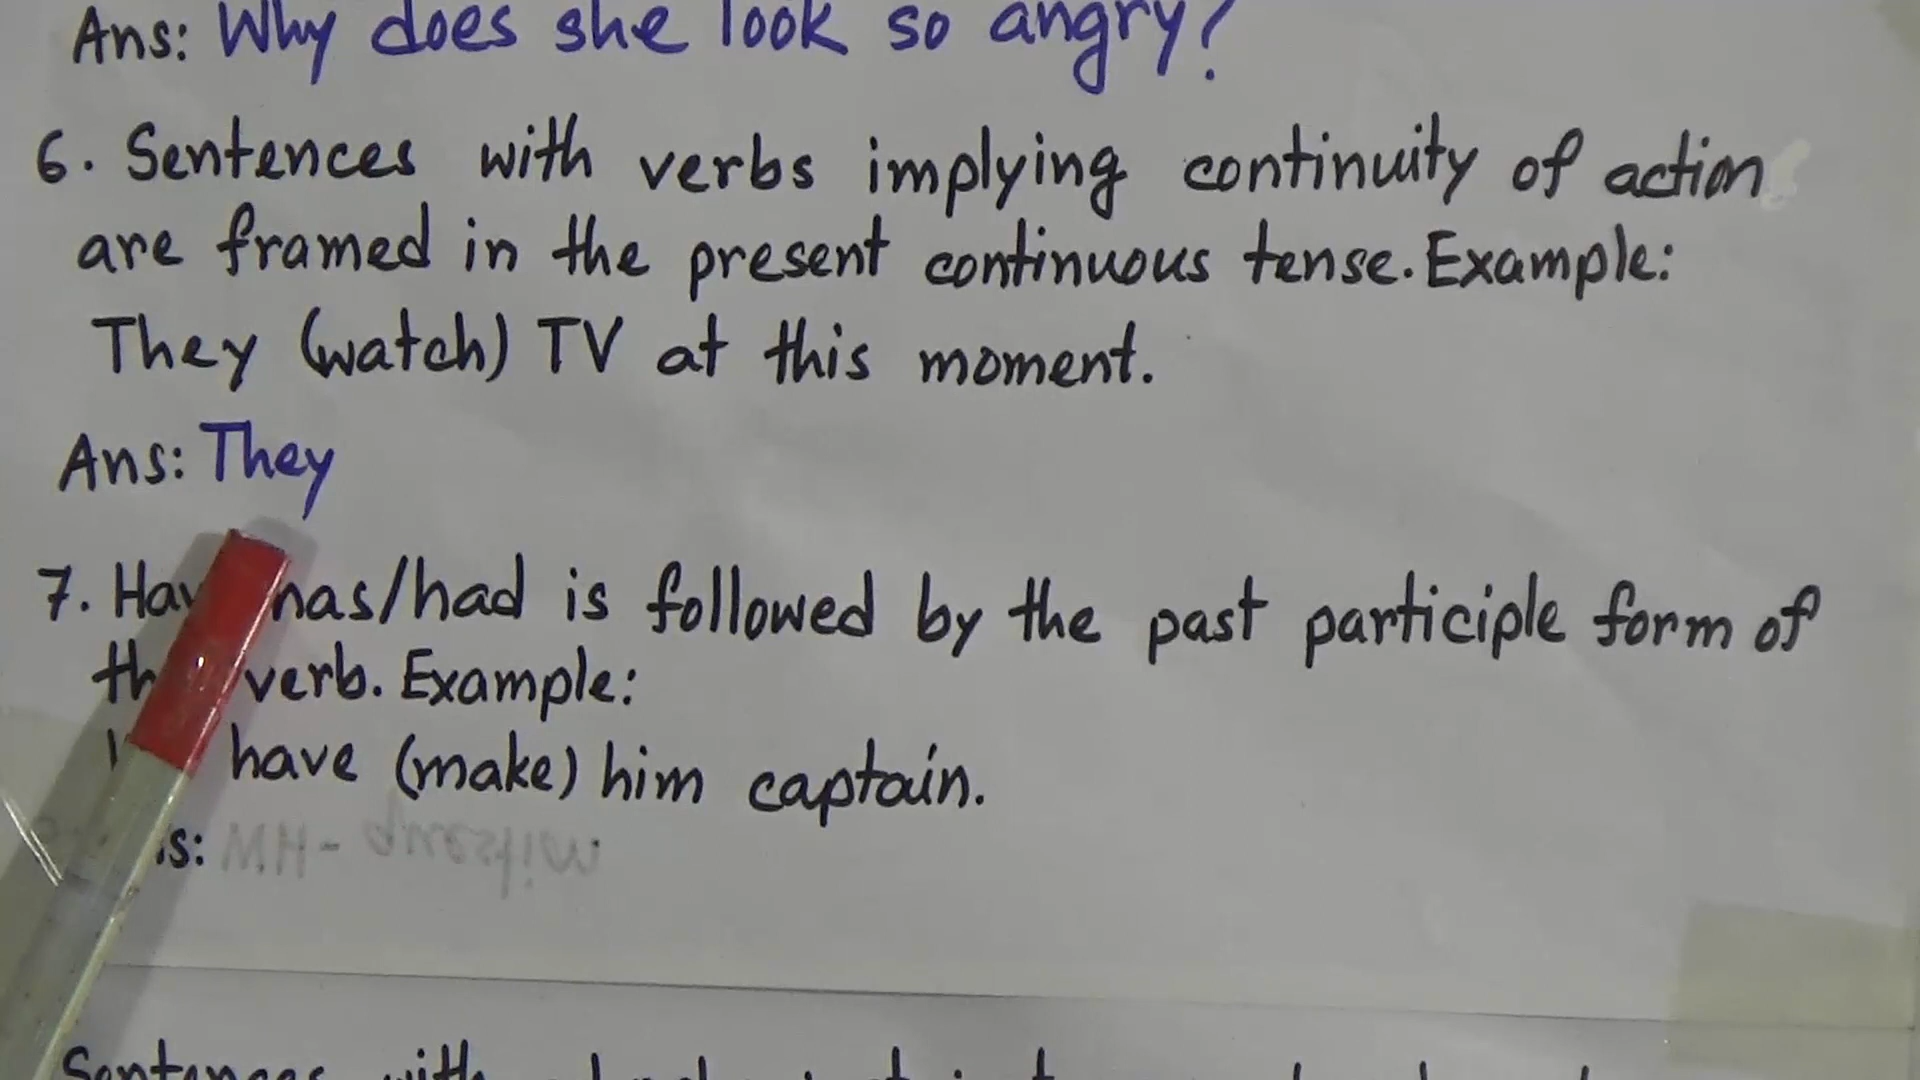 Ans: Why does she look so angry?
6. Sentences with verbs implying continuity of action
are framed in the present continuous tense. Example:
They (watch) TV at this moment.
Ans: They
7. has/had is followed by the past participle form of
verb. Example:
have (make) him captain.